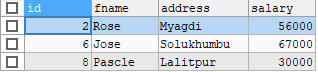 id fname address salary
2 Rose Myagdi 56000
6 Jose Solukhumbu 67000
8 Pascle Lalitpur 30000